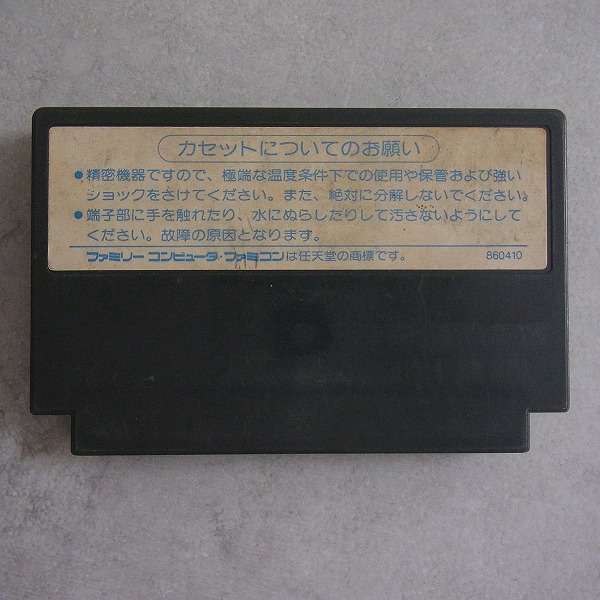 カセットについてのお願い
●精密機器ですので、極端な温度条件下での使用や保管および強い
ショックをさけてください。また、絶対に分解しないでください。
●端子部に手を触れたり、水にぬらしたりして汚さないようにして
ください。故障の原因となります。
ファミリーコンピュータ・ファミコンは任天堂の商標です。 860410